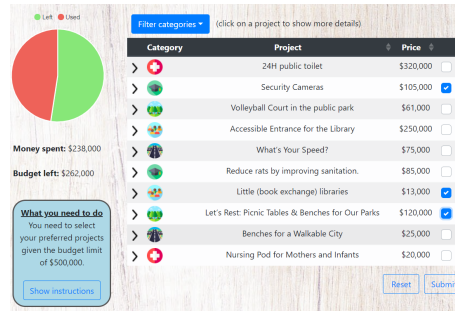 Left Used
Filter categories (click on a project to show more details)
Category Project Price
24H public toilet $320,000
Security Cameras $105,000
Volleyball Court in the public park $61,000
Accessible Entrance for the Library $250,000
Money spent: $238,000
What's Your Speed? $75,000
Budget left: $262,000
Reduce rats by improving sanitation. $85,000
Little (book exchange) libraries $13,000
Let's Rest: Picnic Tables & Benches for Our Parks $120,000
Benches for a Walkable City $25,000
Nursing Pod for Mothers and Infants $20,000
What you need to do
You need to select
your preferred projects
given the budget limit
of $500,000.
Show instructions
Reset Submi